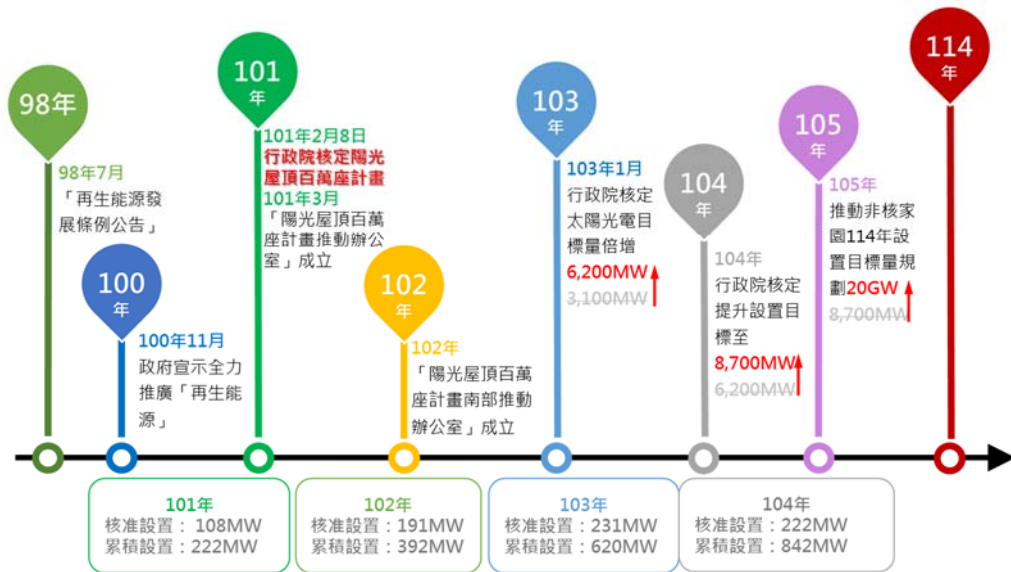 98年
98年7月
「再生能源發
展條例公告」
100
年
100年11月
政府宣示全力
推廣「再生能
源」
101
年
101年2月8日
行政院核定陽光
屋頂百萬座計畫
101年3月
「陽光屋頂百萬
座計畫推動辦公
室」成立
102
年
102年
「陽光屋頂百萬
座計畫南部推動
辦公室」成立
103
年
103年1月
行政院核定
太陽光電目
標量倍增
6,200MW
3,100MW
104
年
104年
行政院核定
提升設置目
標至
8,700MW
6,200MW
105
年
105年
推動非核家
園114年設
置目標量規
劃20GW
8,700MW
114
年
101年
核准設置： 108MW
累積設置：222MW
102年
核准設置：191MW
累積設置：392MW
103年
核准設置：231MW
累積設置：620MW
104年
核准設置：222MW
累積設置：842MW